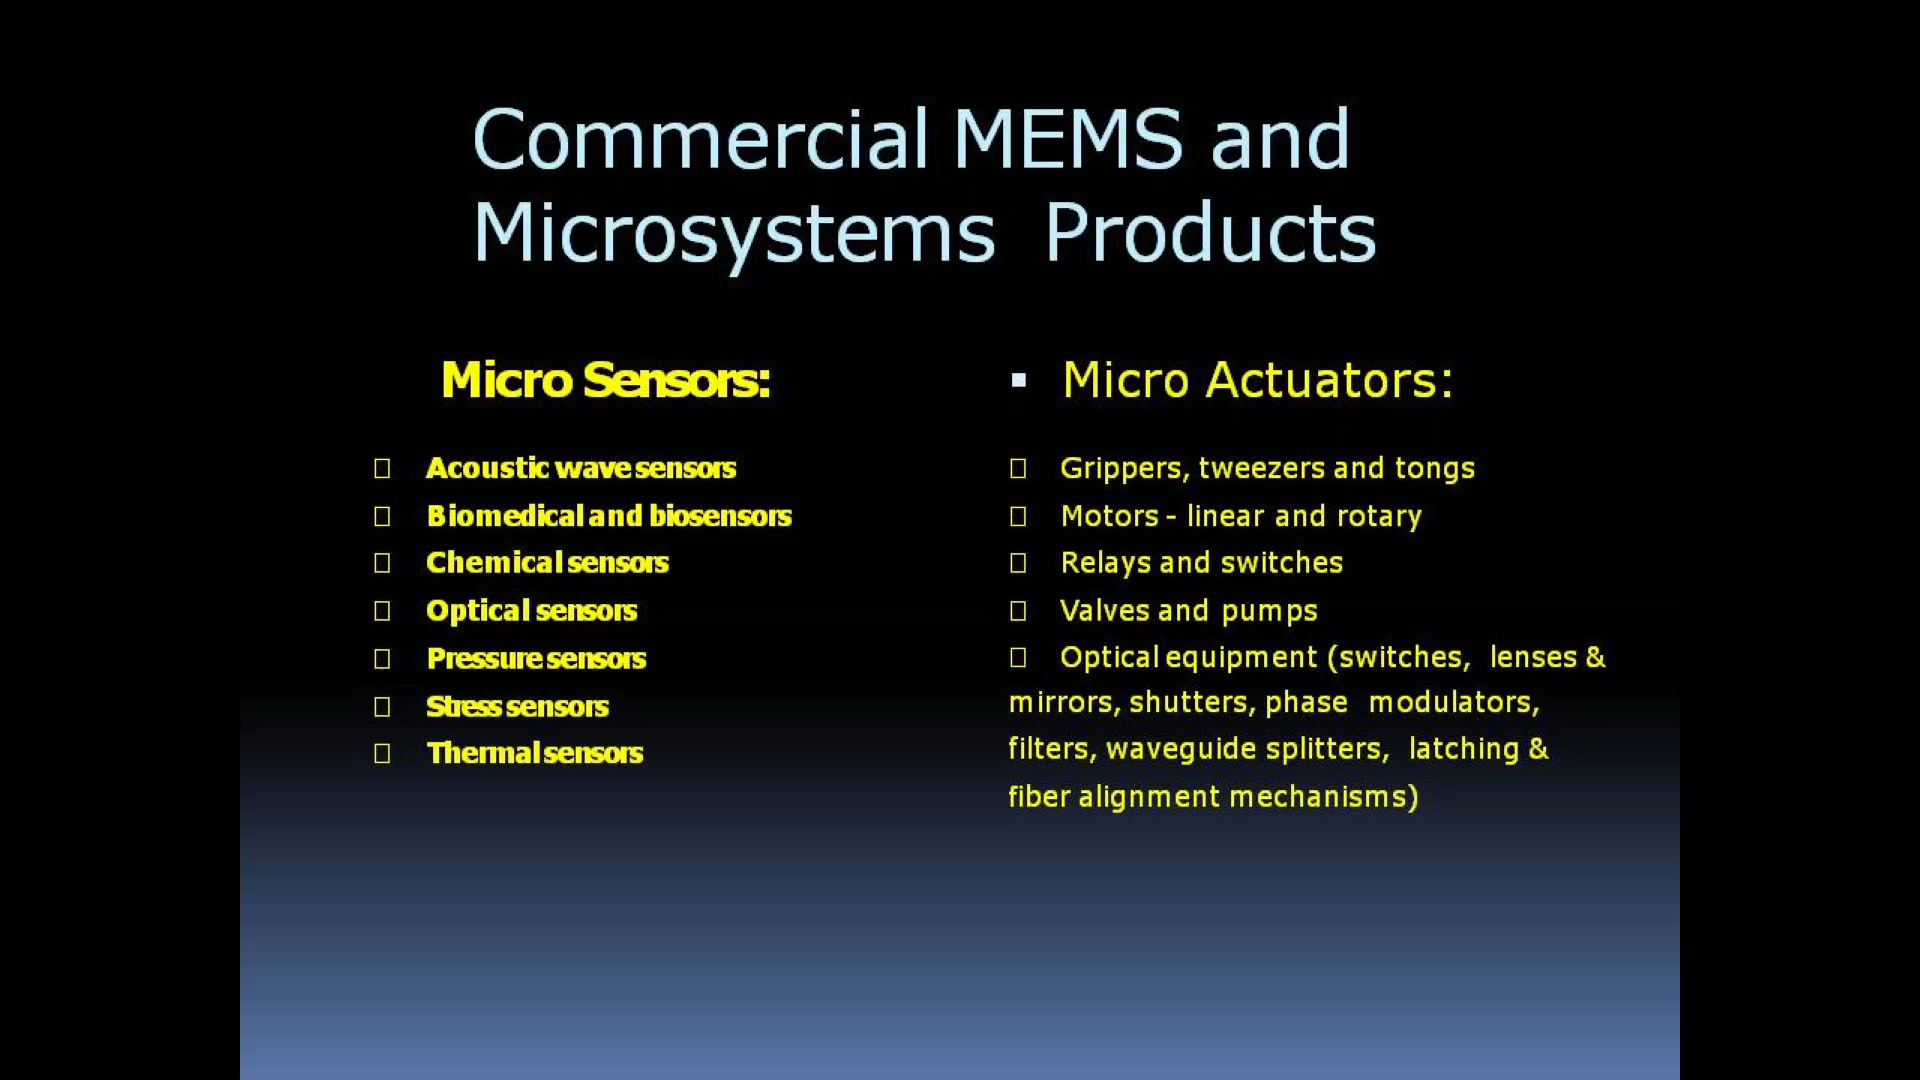 Commercial MEMS and
Microsystems Products
Micro Sensors:
Acoustic wave sensors
Biomedical and biosensors
Chemical sensors
Optical sensors
Pressure sensors
Stress sensors
Thermal sensors
▪ Micro Actuators:
Grippers, tweezers and tongs
Motors - linear and rotary
Relays and switches
Valves and pumps
Optical equipment (switches, lenses &
mirrors, shutters, phase modulators,
filters, waveguide splitters, latching &
fiber alignment mechanisms)